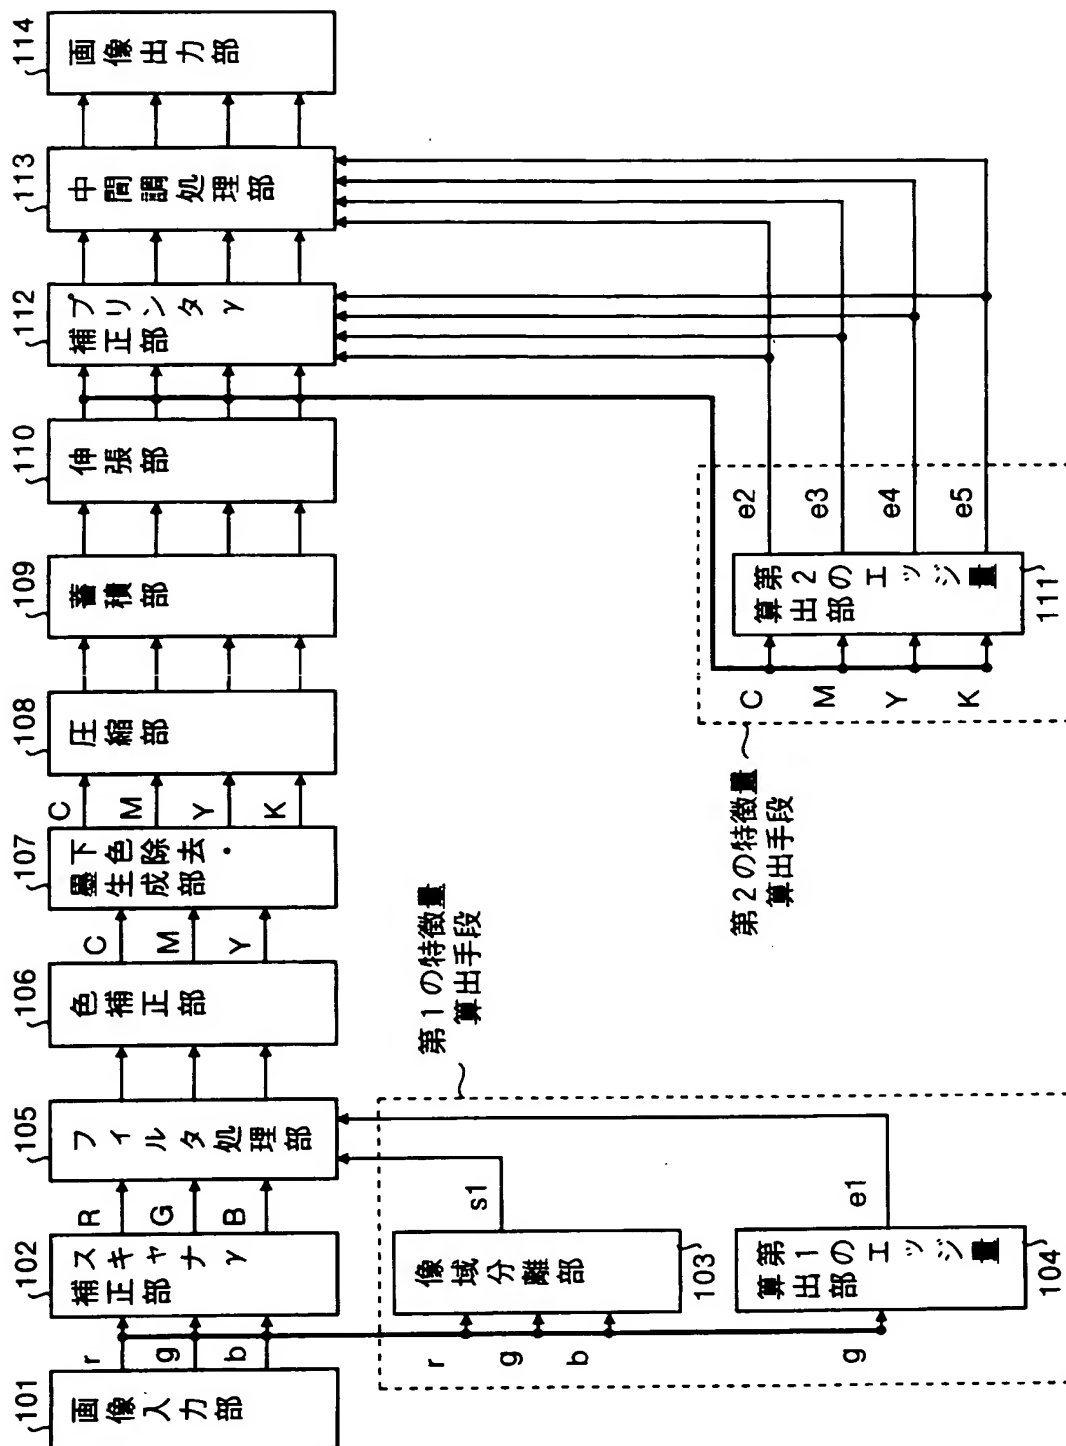 101
画像入力部
r
g
b
102
スキャナγ
補正部
R
G
B
105
フィルタ処理部
106
色補正部
C
M
Y
107
下色除去・
墨生成部
C
M
Y
K
108
圧縮部
109
蓄積部
110
伸張部
112
プリンタγ
補正部
113
中間調処理部
114
画像出力部
第1の特徴量
算出手段
r
g
b
像域分離部
103
s1
g
第1のエッジ量
算出部
104
e1
第2の特徴量
算出手段
C
M
Y
K
第2のエッジ量
算出部
111
e2
e3
e4
e5